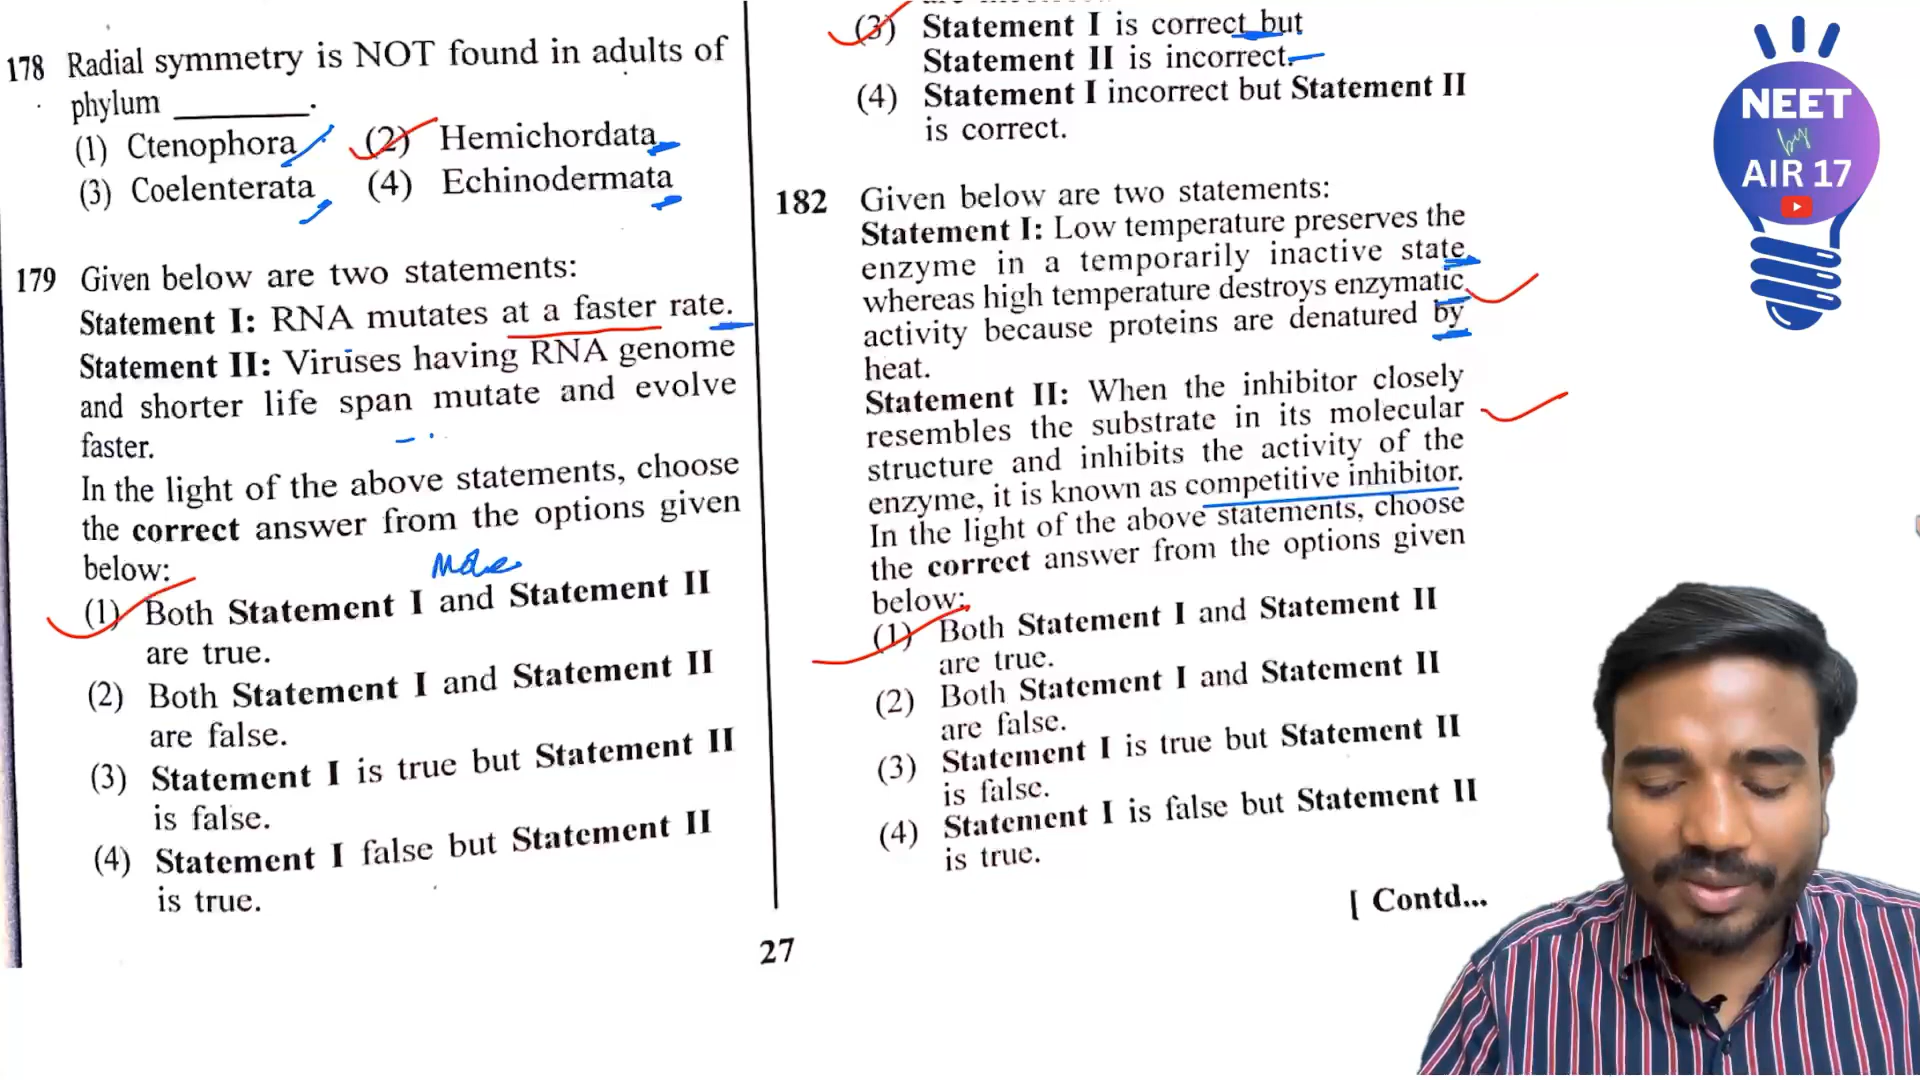 178 Radial symmetry is NOT found in adults of
phylum ________.
(1) Ctenophora (2) Hemichordata
(3) Coelenterata (4) Echinodermata
179 Given below are two statements:
Statement I: RNA mutates at a faster rate.
Statement II: Viruses having RNA genome
and shorter life span mutate and evolve
faster.
In the light of the above statements, choose
the correct answer from the options given
below:
(1) Both Statement I and Statement II
are true.
(2) Both Statement I and Statement II
are false.
(3) Statement I is true but Statement II
is false.
(4) Statement I false but Statement II
is true.
(3) Statement I is correct but
Statement II is incorrect.
(4) Statement I incorrect but Statement II
is correct.
182 Given below are two statements:
Statement I: Low temperature preserves the
enzyme in a temporarily inactive state
whereas high temperature destroys enzymatic
activity because proteins are denatured by
heat.
Statement II: When the inhibitor closely
resembles the substrate in its molecular
structure and inhibits the activity of the
enzyme, it is known as competitive inhibitor.
In the light of the above statements, choose
the correct answer from the options given
below:
(1) Both Statement I and Statement II
are true.
(2) Both Statement I and Statement II
are false.
(3) Statement I is true but Statement II
is false.
(4) Statement I is false but Statement II
is true.
[ Contd...
27
NEET
by
AIR 17